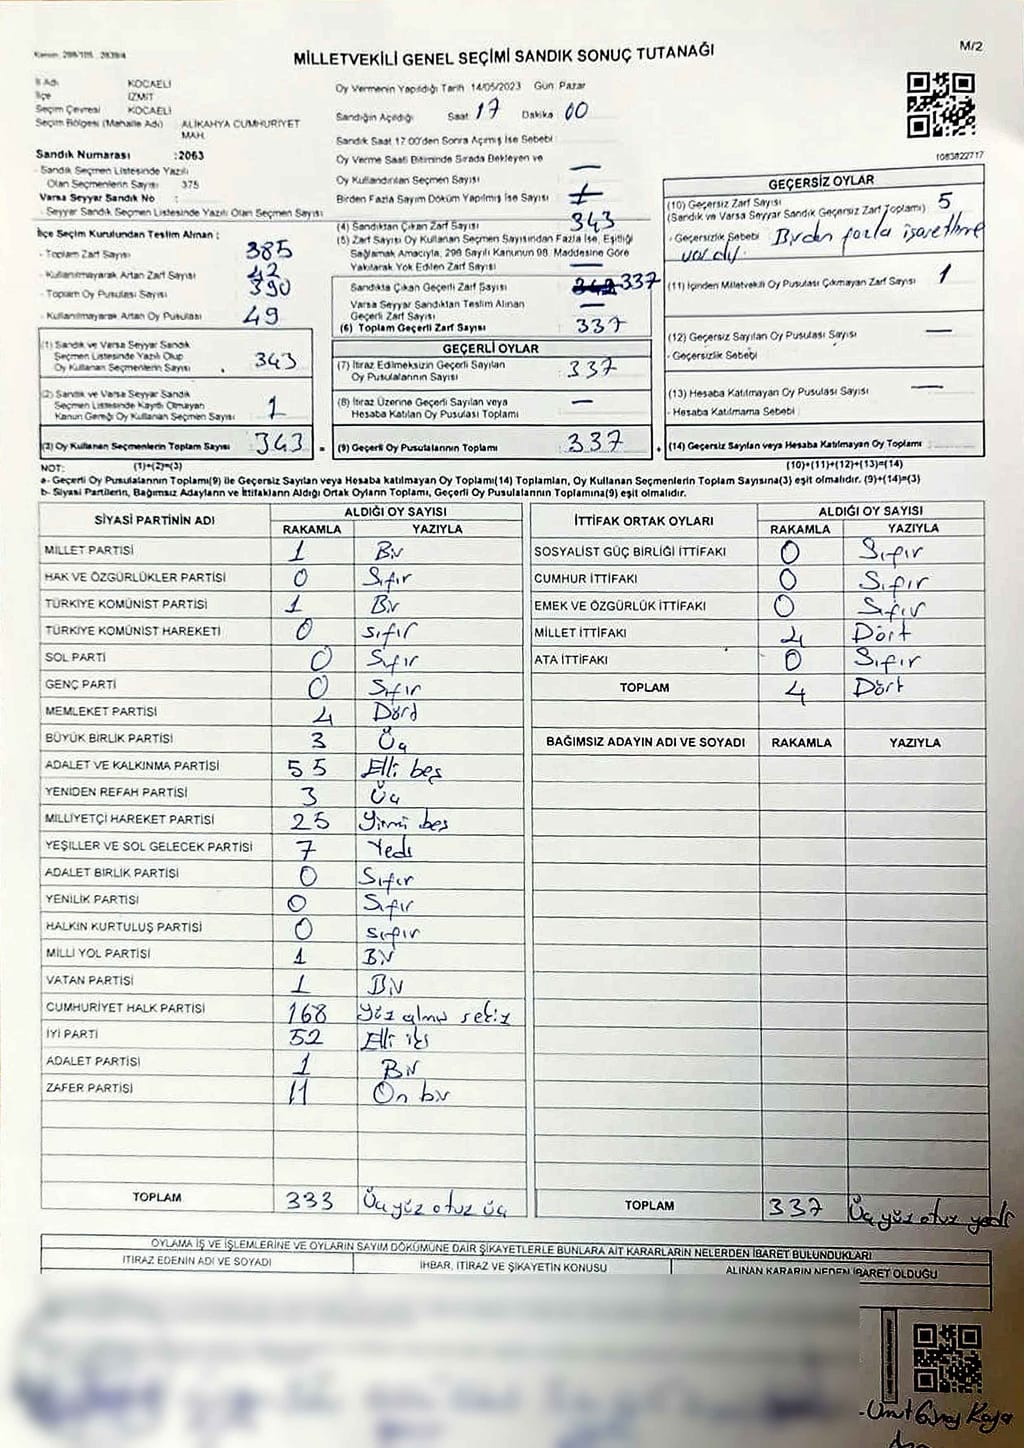 Kanun: 298/105 , 2839/4
MİLLETVEKİLİ GENEL SEÇİMİ SANDIK SONUÇ TUTANAĞI
M/2
İl Adı KOCAELİ
İlçe İZMİT
Seçim Çevresi KOCAELİ
Seçim Bölgesi (Mahalle Adı) ALİKAHYA CUMHURİYET
MAH.
Sandık Numarası :2063
- Sandık Seçmen Listesinde Yazılı
Olan Seçmenlerin Sayısı 375
Varsa Seyyar Sandık No :
- Seyyar Sandık Seçmen Listesinde Yazılı Olan Seçmen Sayısı
İlçe Seçim Kurulundan Teslim Alınan :
- Toplam Zarf Sayısı 385
- Kullanılmayarak Artan Zarf Sayısı 42
- Toplam Oy Pusulası Sayısı 390
- Kullanılmayarak Artan Oy Pusulası 49
(1) Sandık ve Varsa Seyyar Sandık
Seçmen Listesinde Yazılı Olup
Oy Kullanan Seçmenlerin Sayısı 343
(2) Sandık ve Varsa Seyyar Sandık
Seçmen Listesinde Kayıtlı Olmayan
Kanun Gereği Oy Kullanan Seçmen Sayısı 1
(3) Oy Kullanan Seçmenlerin Toplam Sayısı 343 =
Oy Vermenin Yapıldığı Tarih 14/05/2023 Gün: Pazar
Sandığın Açıldığı Saat 17 Dakika 00
Sandık Saat 17:00'den Sonra Açılmış İse Sebebi :
Oy Verme Saati Bitiminde Sırada Bekleyen ve
Oy Kullandırılan Seçmen Sayısı —
Birden Fazla Sayım Döküm Yapılmış İse Sayısı
(4) Sandıktan Çıkan Zarf Sayısı 343
(5) Zarf Sayısı Oy Kullanan Seçmen Sayısından Fazla İse, Eşitliği
Sağlamak Amacıyla, 298 Sayılı Kanunun 98. Maddesine Göre
Yakılarak Yok Edilen Zarf Sayısı —
Sandıkta Çıkan Geçerli Zarf Sayısı 337
Varsa Seyyar Sandıktan Teslim Alınan
Geçerli Zarf Sayısı —
(6) Toplam Geçerli Zarf Sayısı 337
GEÇERLİ OYLAR
(7) İtiraz Edilmeksizin Geçerli Sayılan
Oy Pusulalarının Sayısı 337
(8) İtiraz Üzerine Geçerli Sayılan veya
Hesaba Katılan Oy Pusulası Toplamı —
(9) Geçerli Oy Pusulalarının Toplamı 337 +
1083822717
GEÇERSİZ OYLAR
(10) Geçersiz Zarf Sayısı 5
(Sandık ve Varsa Seyyar Sandık Geçersiz Zarf Toplamı)
- Geçersizlik Sebebi Birden fazla işaretleme
vardı.
(11) İçinden Milletvekili Oy Pusulası Çıkmayan Zarf Sayısı 1
(12) Geçersiz Sayılan Oy Pusulası Sayısı —
- Geçersizlik Sebebi
(13) Hesaba Katılmayan Oy Pusulası Sayısı —
- Hesaba Katılmama Sebebi
(14) Geçersiz Sayılan veya Hesaba Katılmayan Oy Toplamı
NOT: (1)+(2)=(3) (10)+(11)+(12)+(13)=(14)
a- Geçerli Oy Pusulalarının Toplamı(9) ile Geçersiz Sayılan veya Hesaba katılmayan Oy Toplamı(14) Toplamları, Oy Kullanan Seçmenlerin Toplam Sayısına(3) eşit olmalıdır. (9)+(14)=(3)
b- Siyasi Partilerin, Bağımsız Adayların ve İttifakların Aldığı Ortak Oyların Toplamı, Geçerli Oy Pusulalarının Toplamına(9) eşit olmalıdır.
SİYASİ PARTİNİN ADI ALDIĞI OY SAYISI
RAKAMLA YAZIYLA
MİLLET PARTİSİ 1 Bir
HAK VE ÖZGÜRLÜKLER PARTİSİ 0 Sıfır
TÜRKİYE KOMÜNİST PARTİSİ 1 Bir
TÜRKİYE KOMÜNİST HAREKETİ 0 sıfır
SOL PARTİ 0 Sıfır
GENÇ PARTİ 0 Sıfır
MEMLEKET PARTİSİ 4 Dört
BÜYÜK BİRLİK PARTİSİ 3 Üç
ADALET VE KALKINMA PARTİSİ 55 Elli beş
YENİDEN REFAH PARTİSİ 3 Üç
MİLLİYETÇİ HAREKET PARTİSİ 25 Yirmi beş
YEŞİLLER VE SOL GELECEK PARTİSİ 7 Yedi
ADALET BİRLİK PARTİSİ 0 Sıfır
YENİLİK PARTİSİ 0 Sıfır
HALKIN KURTULUŞ PARTİSİ 0 sıfır
MİLLİ YOL PARTİSİ 1 Bir
VATAN PARTİSİ 1 Bir
CUMHURİYET HALK PARTİSİ 168 Yüz altmış sekiz
İYİ PARTİ 52 Elli iki
ADALET PARTİSİ 1 Bir
ZAFER PARTİSİ 11 On bir
TOPLAM 333 Üç yüz otuz üç
İTTİFAK ORTAK OYLARI ALDIĞI OY SAYISI
RAKAMLA YAZIYLA
SOSYALİST GÜÇ BİRLİĞİ İTTİFAKI 0 Sıfır
CUMHUR İTTİFAKI 0 Sıfır
EMEK VE ÖZGÜRLÜK İTTİFAKI 0 Sıfır
MİLLET İTTİFAKI 4 Dört
ATA İTTİFAKI 0 Sıfır
TOPLAM 4 Dört
BAĞIMSIZ ADAYIN ADI VE SOYADI RAKAMLA YAZIYLA
TOPLAM 337 Üç yüz otuz yedi
OYLAMA İŞ VE İŞLEMLERİNE VE OYLARIN SAYIM DÖKÜMÜNE DAİR ŞİKAYETLERLE BUNLARA AİT KARARLARIN NELERDEN İBARET BULUNDUKLARI
İTİRAZ EDENİN ADI VE SOYADI İHBAR, İTİRAZ VE ŞİKAYETİN KONUSU ALINAN KARARIN NEDEN İBARET OLDUĞU